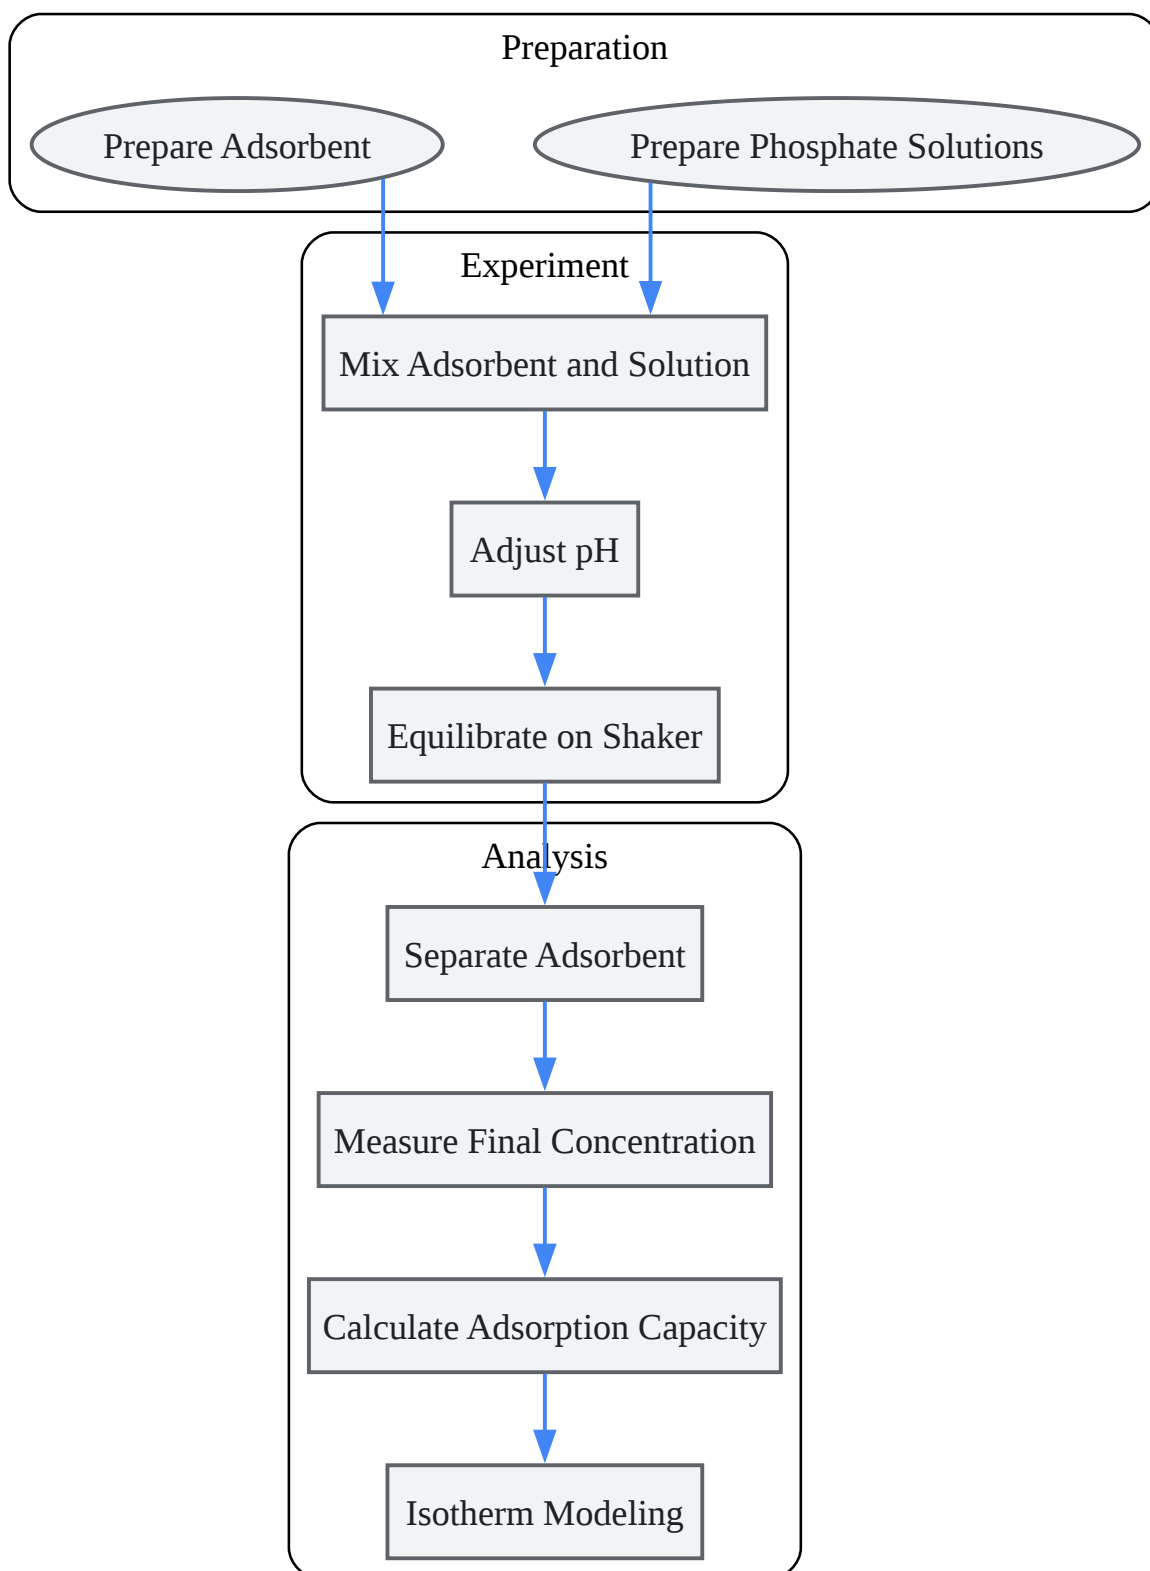 Preparation
Prepare Adsorbent
Prepare Phosphate Solutions
Experiment
Mix Adsorbent and Solution
Adjust pH
Equilibrate on Shaker
Analysis
Separate Adsorbent
Measure Final Concentration
Calculate Adsorption Capacity
Isotherm Modeling